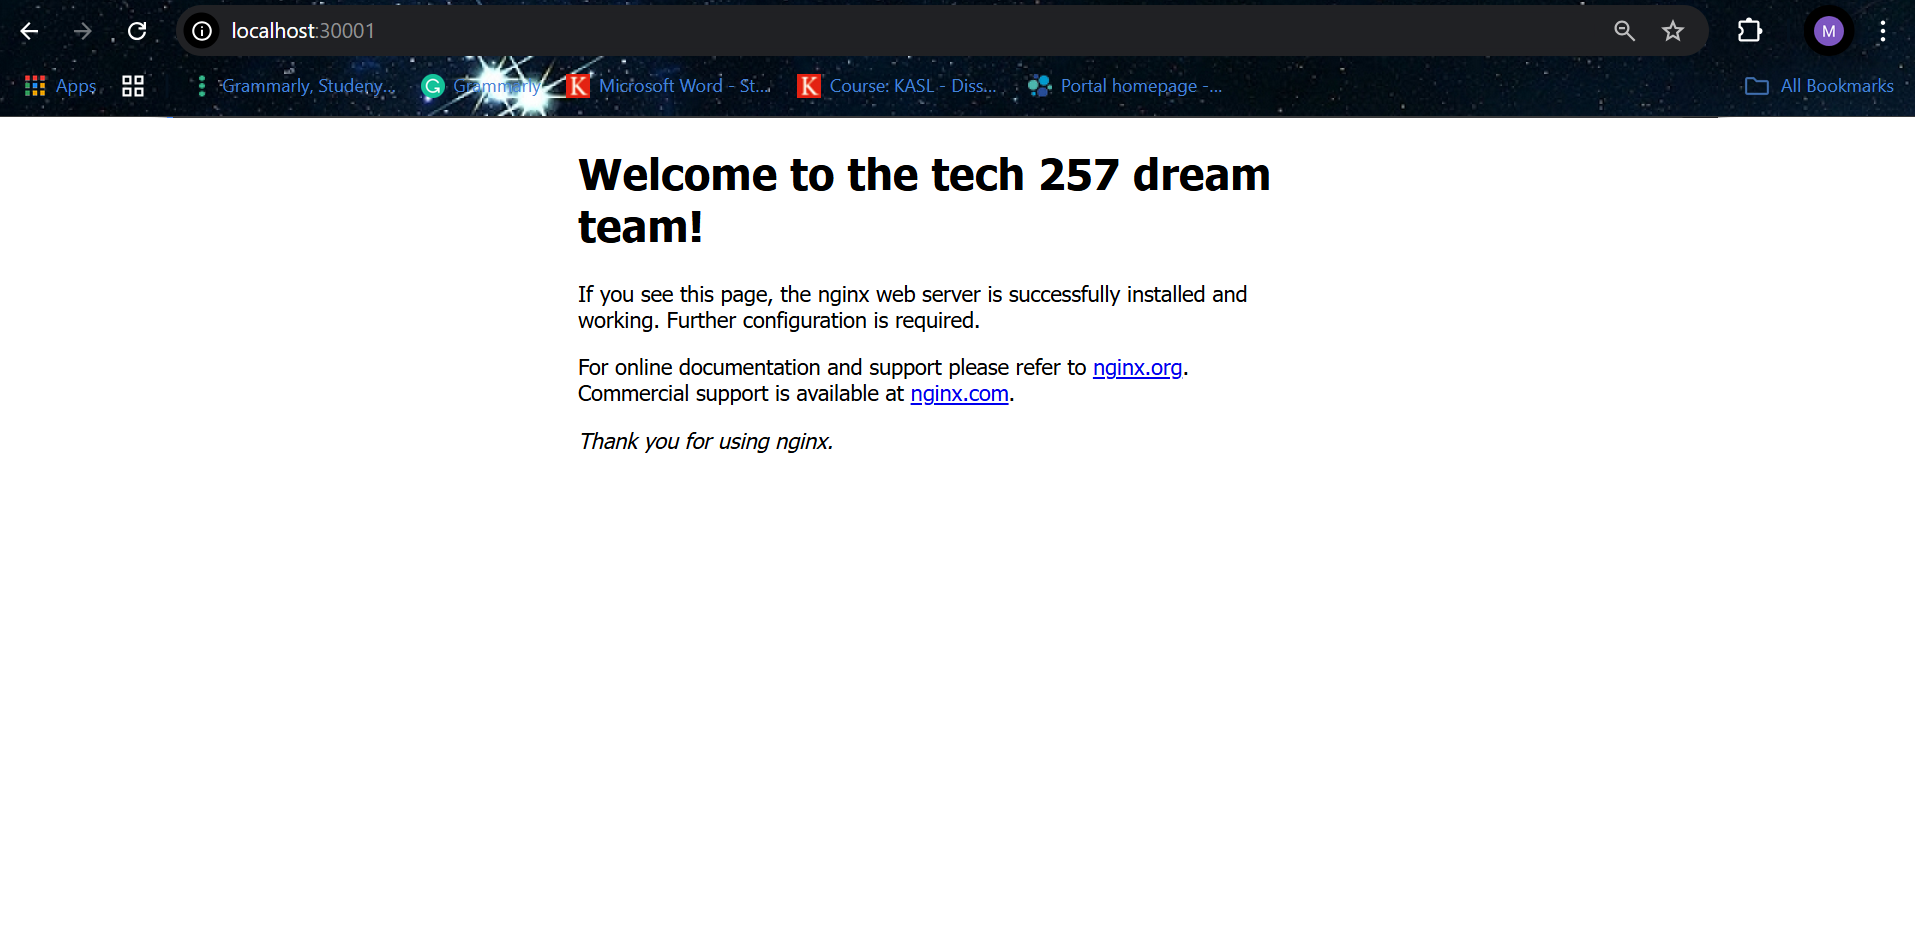 localhost:30001
M
Apps
Grammarly, Studeny...
Grammarly
Microsoft Word - St...
Course: KASL - Diss...
Portal homepage -...
All Bookmarks
Welcome to the tech 257 dream
team!
If you see this page, the nginx web server is successfully installed and
working. Further configuration is required.
For online documentation and support please refer to nginx.org.
Commercial support is available at nginx.com.
Thank you for using nginx.